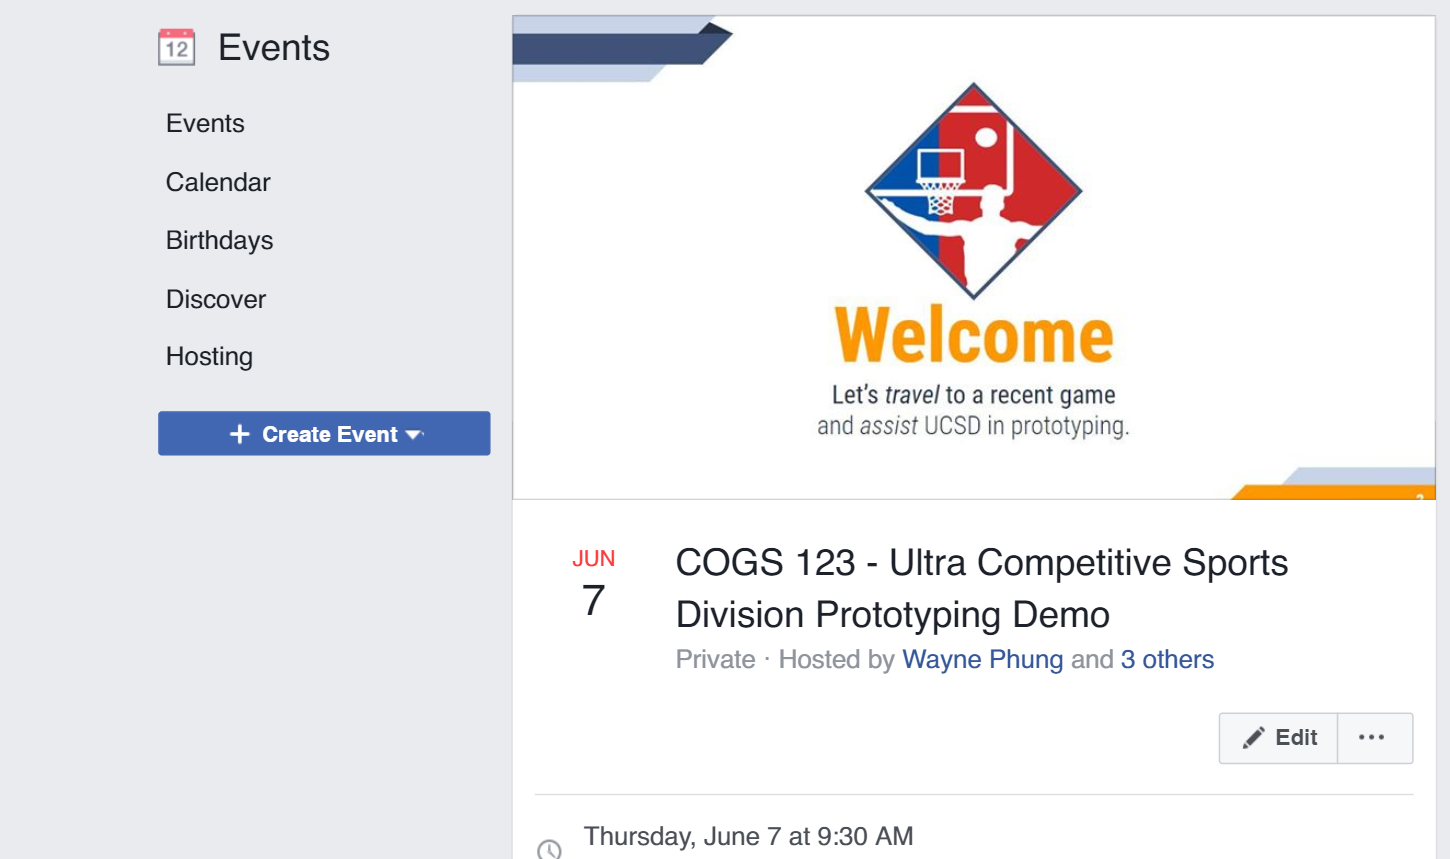 12 Events
Events
Calendar
Birthdays
Discover
Hosting
+ Create Event
Welcome
Let's travel to a recent game
and assist UCSD in prototyping.
JUN
7
COGS 123 - Ultra Competitive Sports
Division Prototyping Demo
Private · Hosted by Wayne Phung and 3 others
Edit ...
Thursday, June 7 at 9:30 AM